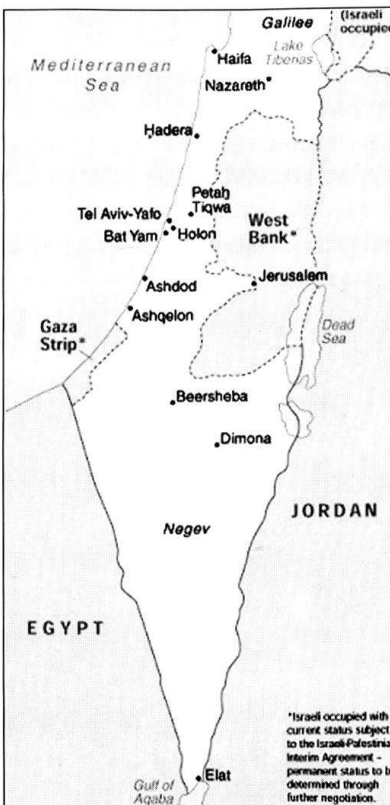 Galilee
(Israeli
occupied
Haifa
Lake
Tiberias
Mediterranean
Sea
Nazareth
Hadera
Petah
Tiqwa
Tel Aviv-Yafo
Bat Yam
Holon
West
Bank*
Ashdod
Jerusalem
Ashqelon
Gaza
Strip*
Dead
Sea
Beersheba
Dimona
JORDAN
Negev
EGYPT
*Israeli occupied with
current status subject
to the Israeli-Palestinia
Interim Agreement -
permanent status to b
determined through
further negotiation.
Elat
Gulf of
Aqaba